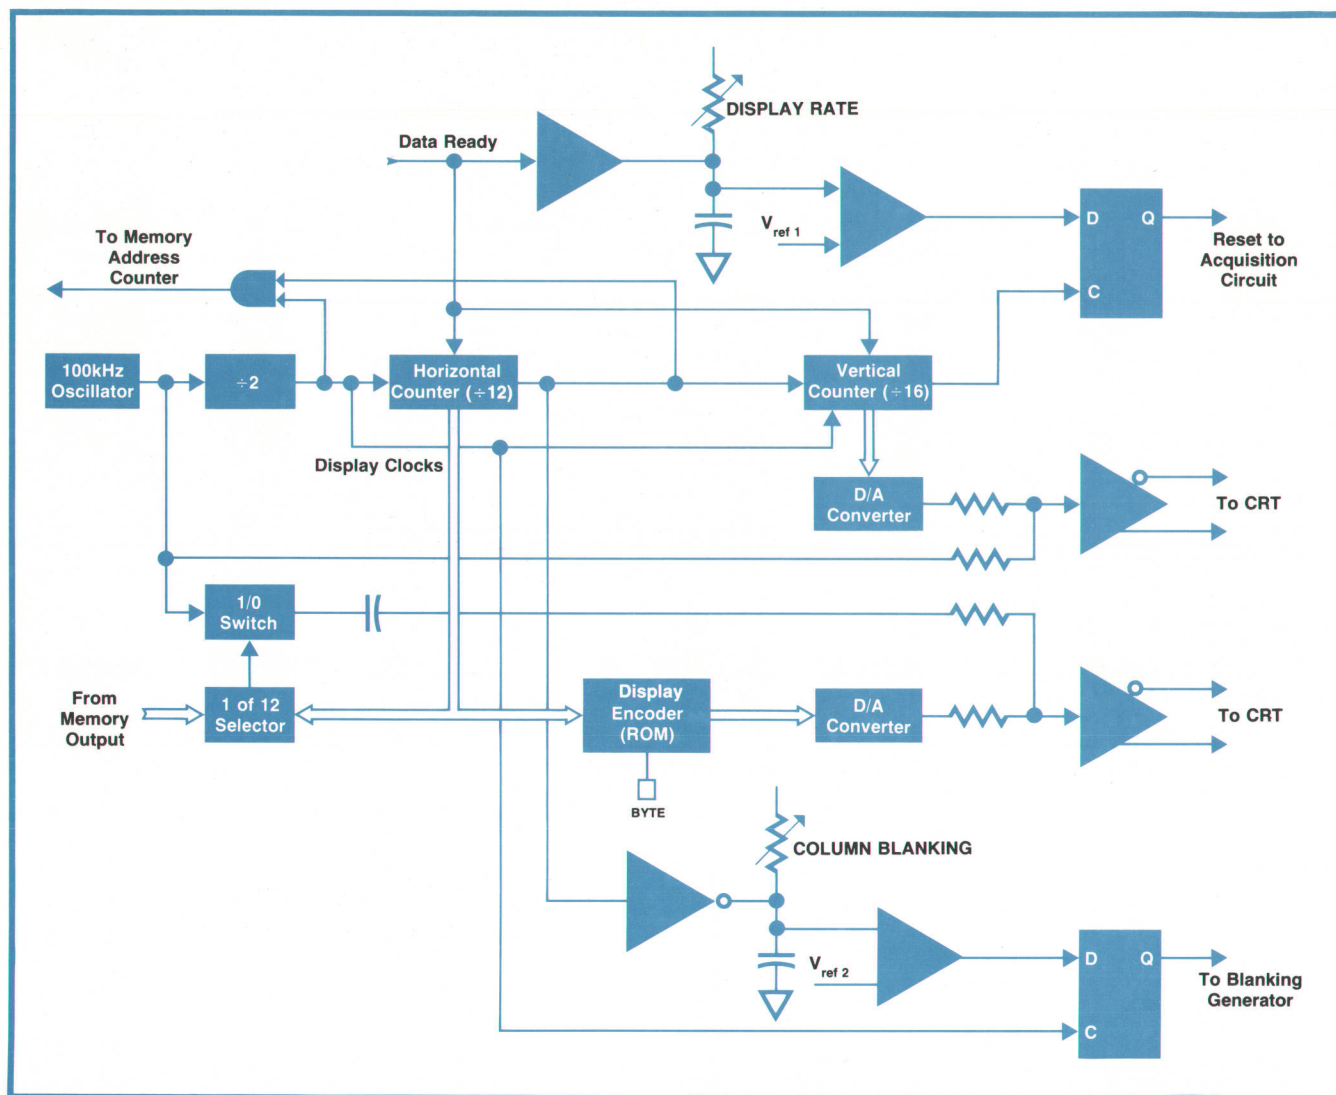 DISPLAY RATE
Data Ready
V ref 1
D Q
C
Reset to
Acquisition
Circuit
To Memory
Address
Counter
100kHz
Oscillator
÷2
Horizontal
Counter (÷12)
Vertical
Counter (÷16)
Display Clocks
D/A
Converter
To CRT
1/0
Switch
From
Memory
Output
1 of 12
Selector
Display
Encoder
(ROM)
BYTE
D/A
Converter
To CRT
COLUMN BLANKING
V ref 2
D Q
C
To Blanking
Generator